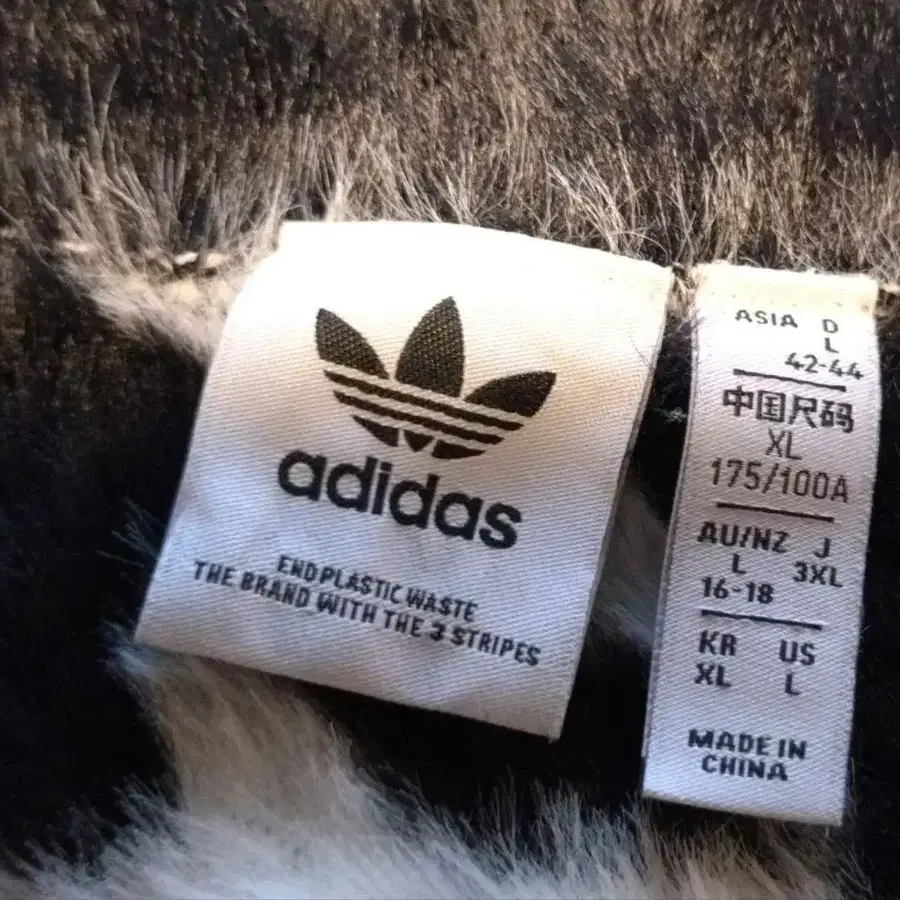 adidas
END PLASTIC WASTE
THE BRAND WITH THE 3 STRIPES
ASIA D
L
42-44
中国尺码
XL
175/100A
AU/NZ J
L 3XL
16-18
KR US
XL L
MADE IN
CHINA